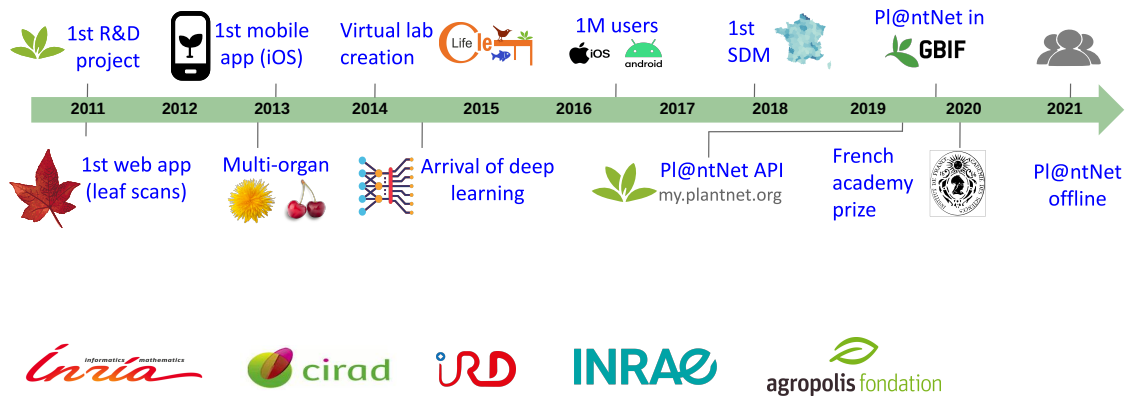 1st R&D
project
1st mobile
app (iOS)
Virtual lab
creation
Life
cle
1M users
iOS
android
1st
SDM
Pl@ntNet in
GBIF
2011 2012 2013 2014 2015 2016 2017 2018 2019 2020 2021
1st web app
(leaf scans)
Multi-organ
Arrival of deep
learning
Pl@ntNet API
my.plantnet.org
French
academy
prize
Pl@ntNet
offline
informatics mathematics
inria
cirad
iRD
INRAE
agropolis fondation